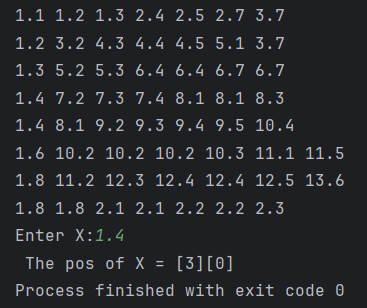 1.1 1.2 1.3 2.4 2.5 2.7 3.7
1.2 3.2 4.3 4.4 4.5 5.1 3.7
1.3 5.2 5.3 6.4 6.4 6.7 6.7
1.4 7.2 7.3 7.4 8.1 8.1 8.3
1.4 8.1 9.2 9.3 9.4 9.5 10.4
1.6 10.2 10.2 10.2 10.3 11.1 11.5
1.8 11.2 12.3 12.4 12.4 12.5 13.6
1.8 1.8 2.1 2.1 2.2 2.2 2.3
Enter X:1.4
The pos of X = [3][0]
Process finished with exit code 0